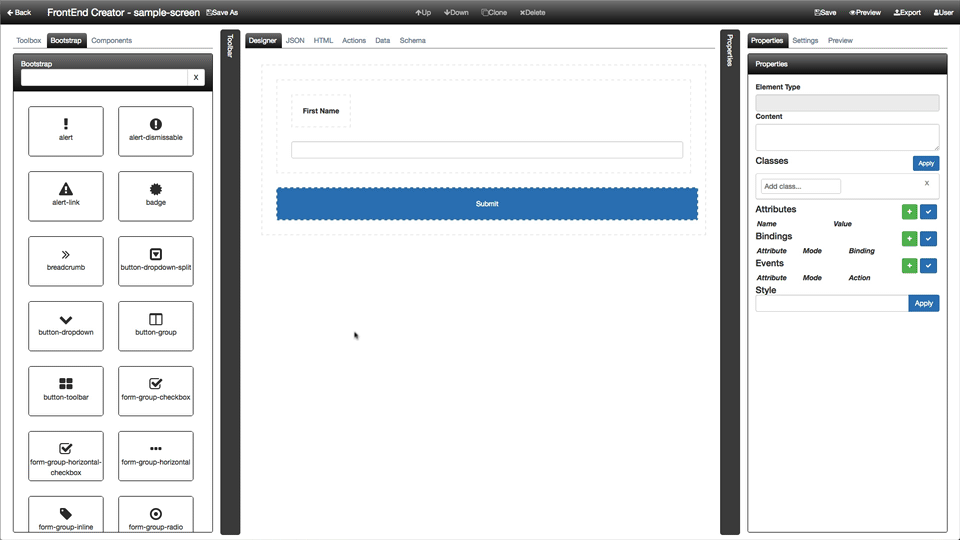 Back FrontEnd Creator - sample-screen Save As Up Down Clone Delete Save Preview Export User
Toolbox Bootstrap Components
Bootstrap
X
alert
alert-dismissable
alert-link
badge
breadcrumb
button-dropdown-split
button-dropdown
button-group
button-toolbar
form-group-checkbox
form-group-horizontal-
checkbox
form-group-horizontal
form-group-inline
form-group-radio
Toolbar
Designer JSON HTML Actions Data Schema
First Name
Submit
Properties
Properties Settings Preview
Properties
Element Type
Content
Classes Apply
Add class... X
Attributes
Name Value
Bindings
Attribute Mode Binding
Events
Attribute Mode Action
Style
Apply